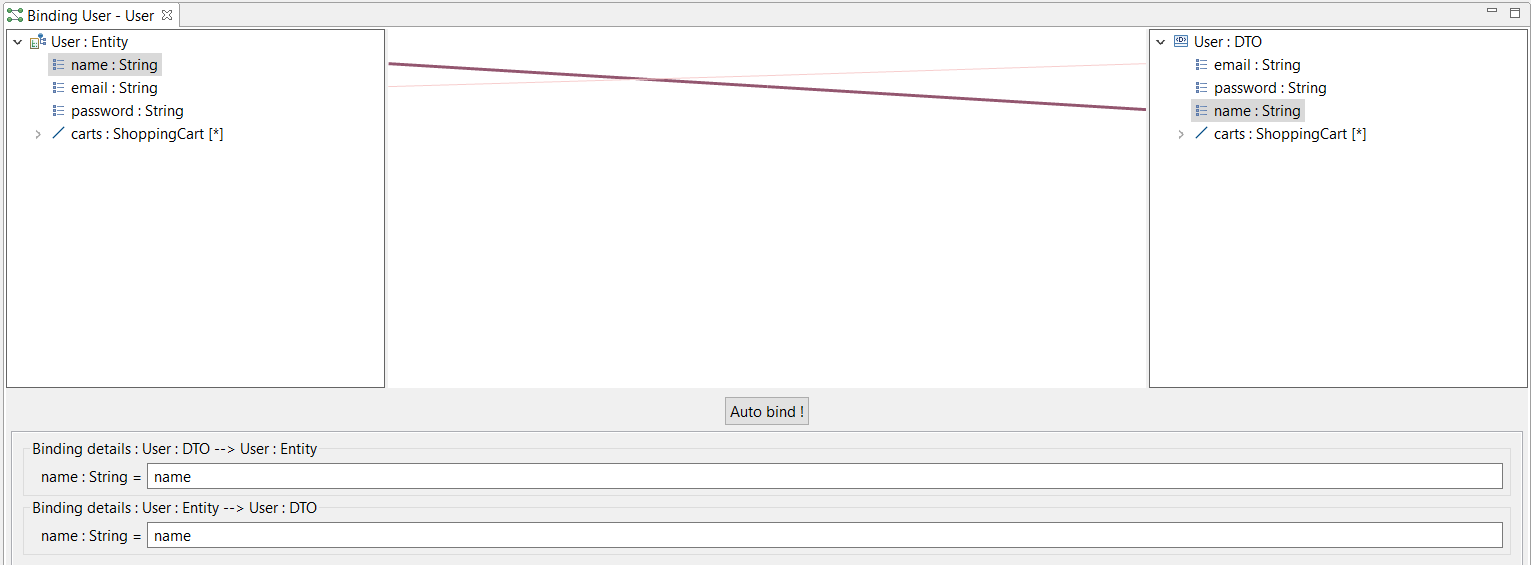 Binding User - User
User : Entity
name : String
email : String
password : String
carts : ShoppingCart [*]
User : DTO
email : String
password : String
name : String
carts : ShoppingCart [*]
Auto bind !
Binding details : User : DTO --> User : Entity
name : String = name
Binding details : User : Entity --> User : DTO
name : String = name